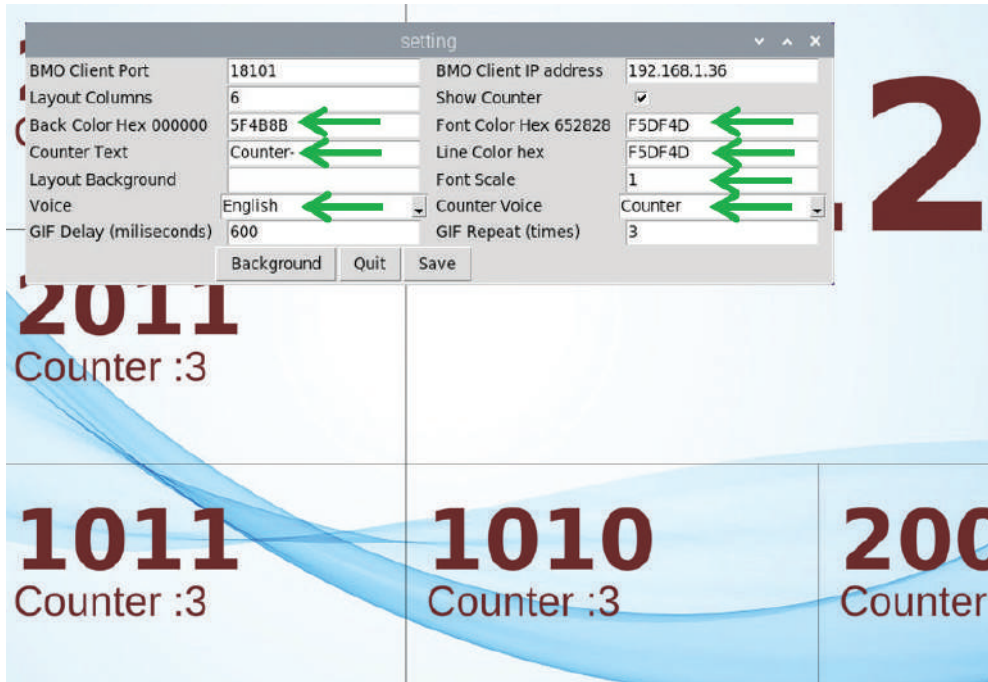 setting
BMO Client Port 18101 BMO Client IP address 192.168.1.36
Layout Columns 6 Show Counter
Back Color Hex 000000 5F4B8B Font Color Hex 652828 F5DF4D
Counter Text Counter- Line Color hex F5DF4D
Layout Background Font Scale 1
Voice English Counter Voice Counter
GIF Delay (miliseconds) 600 GIF Repeat (times) 3
Background Quit Save
2
2011
Counter :3
1011 1010 200
Counter :3 Counter :3 Counter